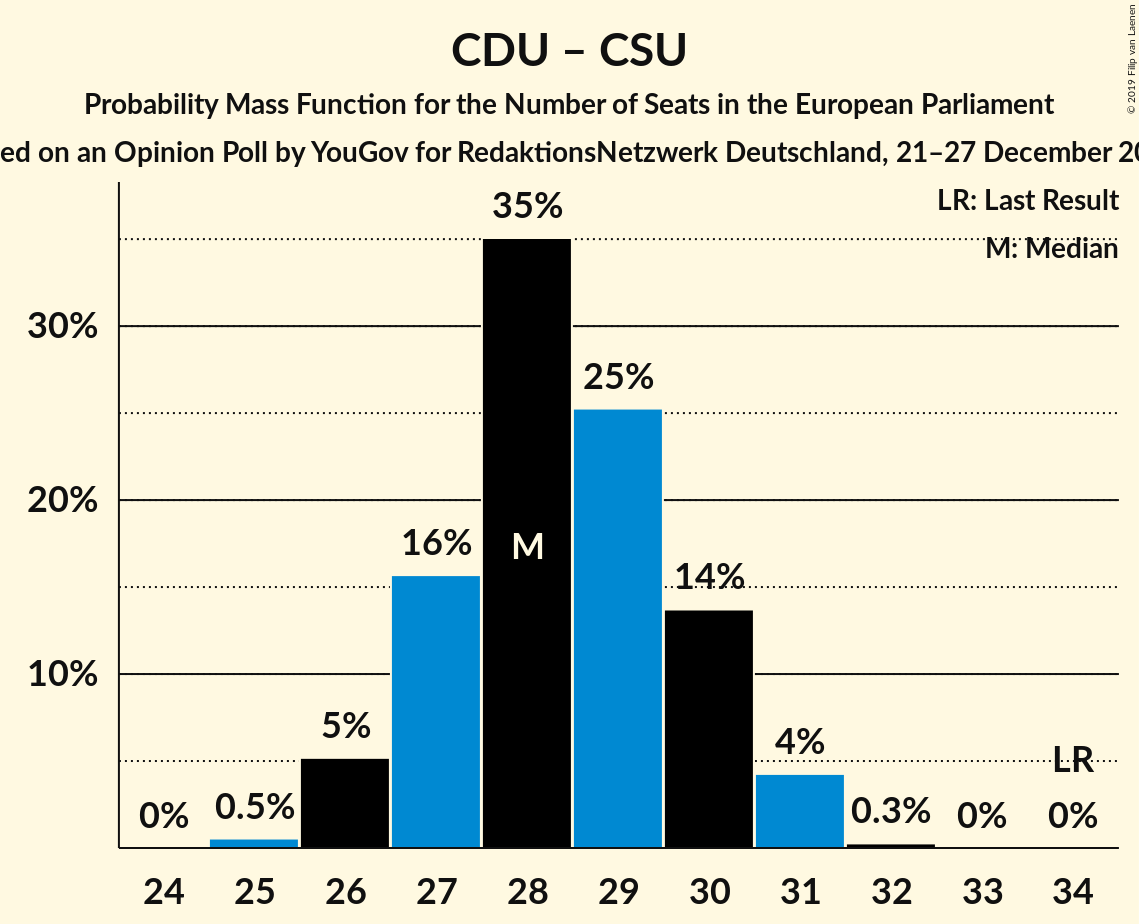 CDU – CSU
Probability Mass Function for the Number of Seats in the European Parliament
ed on an Opinion Poll by YouGov for RedaktionsNetzwerk Deutschland, 21–27 December 20
© 2019 Filip van Laenen
LR: Last Result
M: Median
30%
20%
10%
0%
0.5%
5%
16%
35%
25%
14%
4%
0.3%
0%
0%
M
LR
24 25 26 27 28 29 30 31 32 33 34